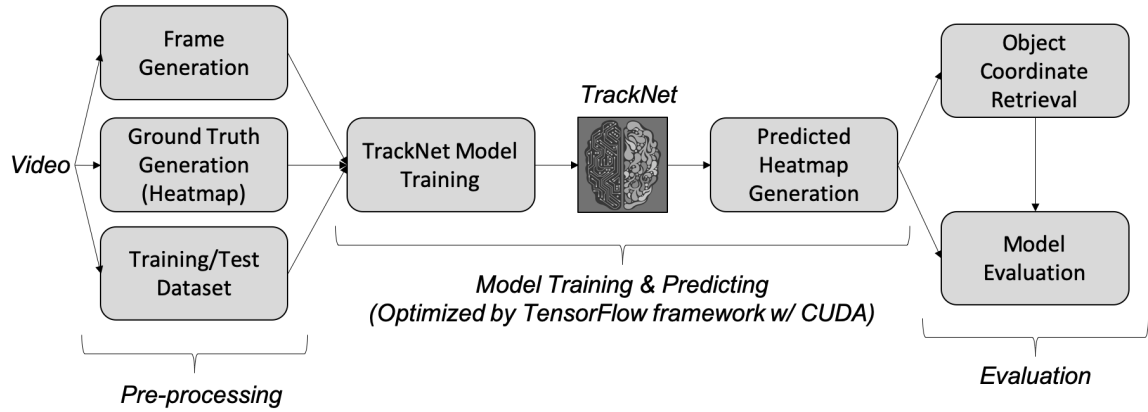 Video
Frame
Generation
Ground Truth
Generation
(Heatmap)
Training/Test
Dataset
Pre-processing
TrackNet Model
Training
TrackNet
Predicted
Heatmap
Generation
Model Training & Predicting
(Optimized by TensorFlow framework w/ CUDA)
Object
Coordinate
Retrieval
Model
Evaluation
Evaluation